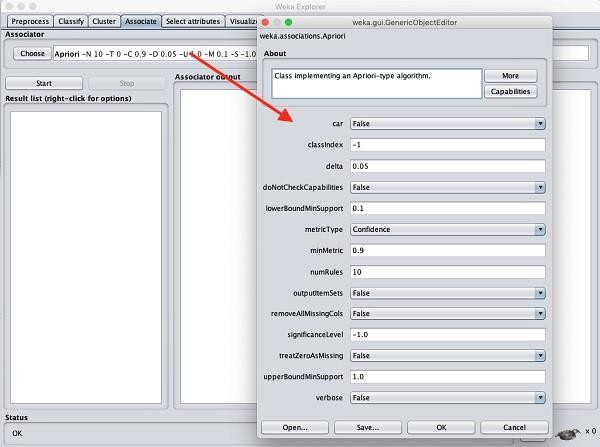 Weka Explorer
Preprocess Classify Cluster Associate Select attributes Visualize
Associator
Choose Apriori -N 10 -T 0 -C 0.9 -D 0.05 -U 1.0 -M 0.1 -S -1.0
Start Stop
Associator output
Result list (right-click for options)
Status
OK
x 0
weka.gui.GenericObjectEditor
weka.associations.Apriori
About
Class implementing an Apriori-type algorithm.
More
Capabilities
car False
classIndex -1
delta 0.05
doNotCheckCapabilities False
lowerBoundMinSupport 0.1
metricType Confidence
minMetric 0.9
numRules 10
outputItemSets False
removeAllMissingCols False
significanceLevel -1.0
treatZeroAsMissing False
upperBoundMinSupport 1.0
verbose False
Open... Save... OK Cancel